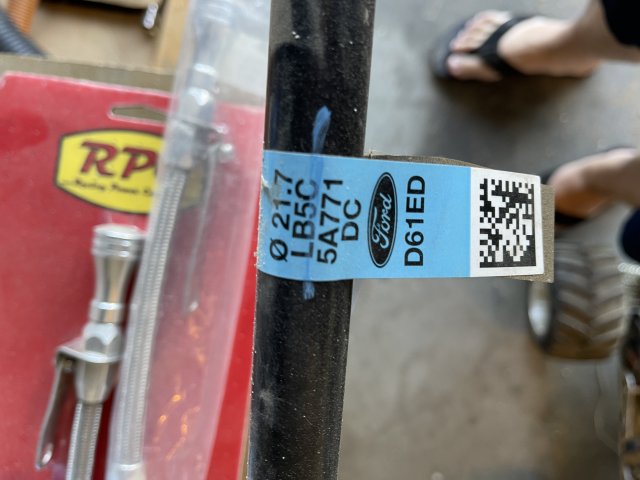 RP
Ø 21.7
LB5C
5A771
DC
Ford
D61ED